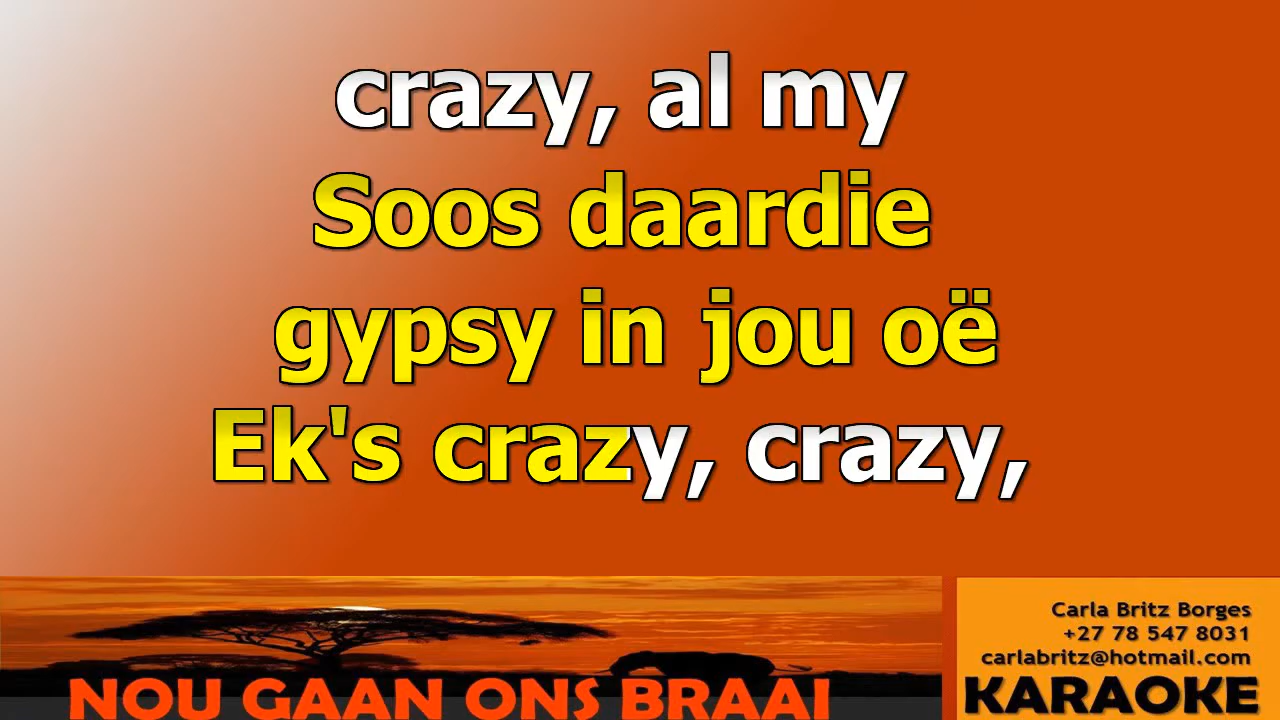 crazy, al my
Soos daardie
gypsy in jou oë
Ek's crazy, crazy,
Carla Britz Borges
+27 78 547 8031
carlabritz@hotmail.com
NOU GAAN ONS BRAAI
KARAOKE